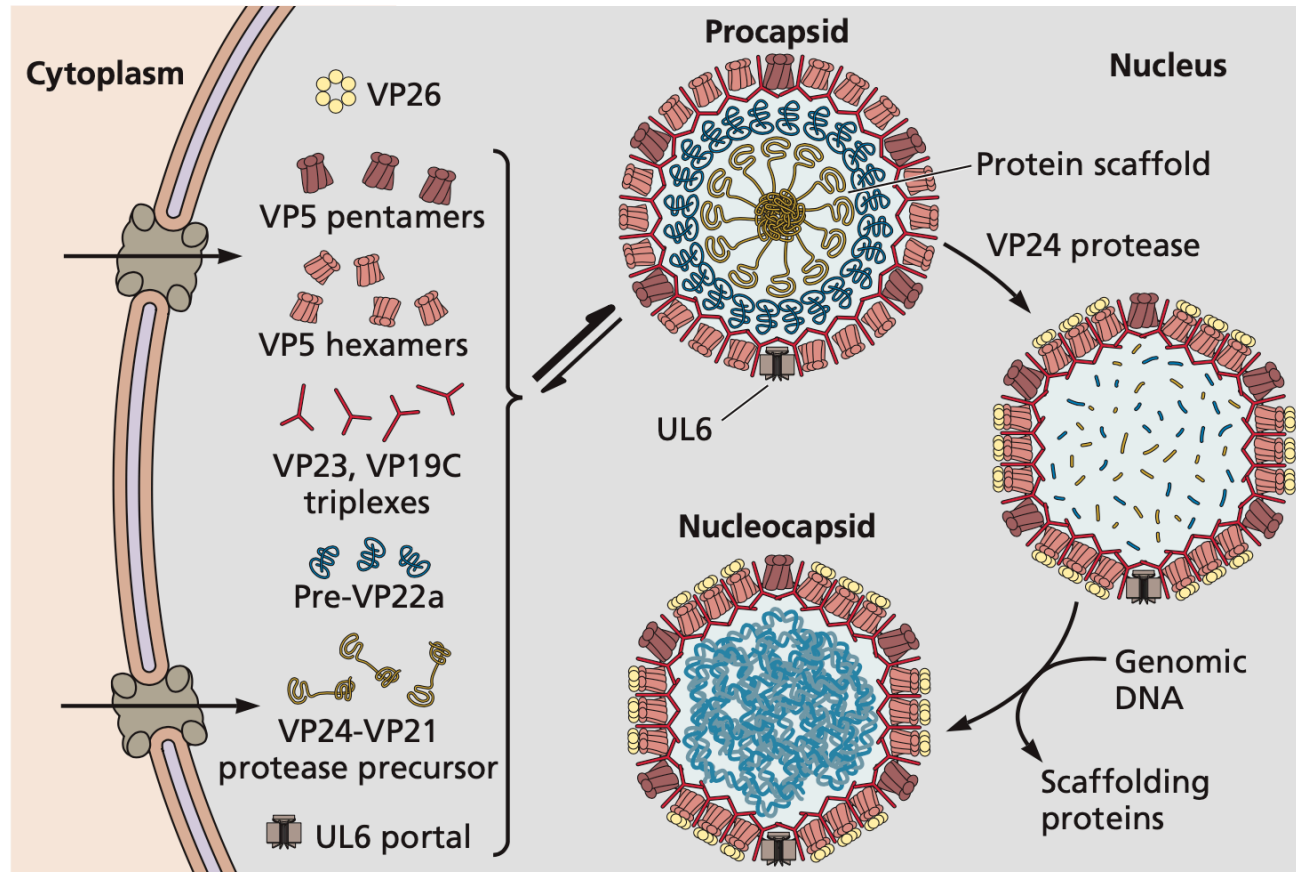 Cytoplasm
VP26
VP5 pentamers
VP5 hexamers
VP23, VP19C
triplexes
Pre-VP22a
VP24-VP21
protease precursor
UL6 portal
Procapsid
Nucleus
Protein scaffold
VP24 protease
UL6
Nucleocapsid
Genomic
DNA
Scaffolding
proteins